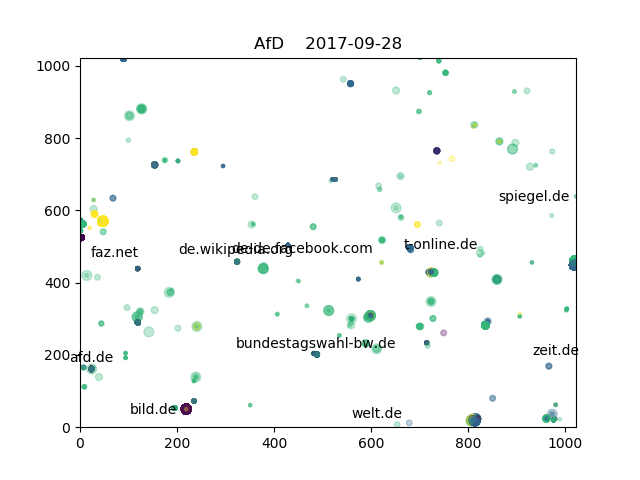 AfD    2017-09-28
1000
800
600
400
200
0
spiegel.de
faz.net
de.wikipedia.org
de-de.facebook.com
t-online.de
bundestagswahl-bw.de
zeit.de
afd.de
bild.de
welt.de
0 200 400 600 800 1000